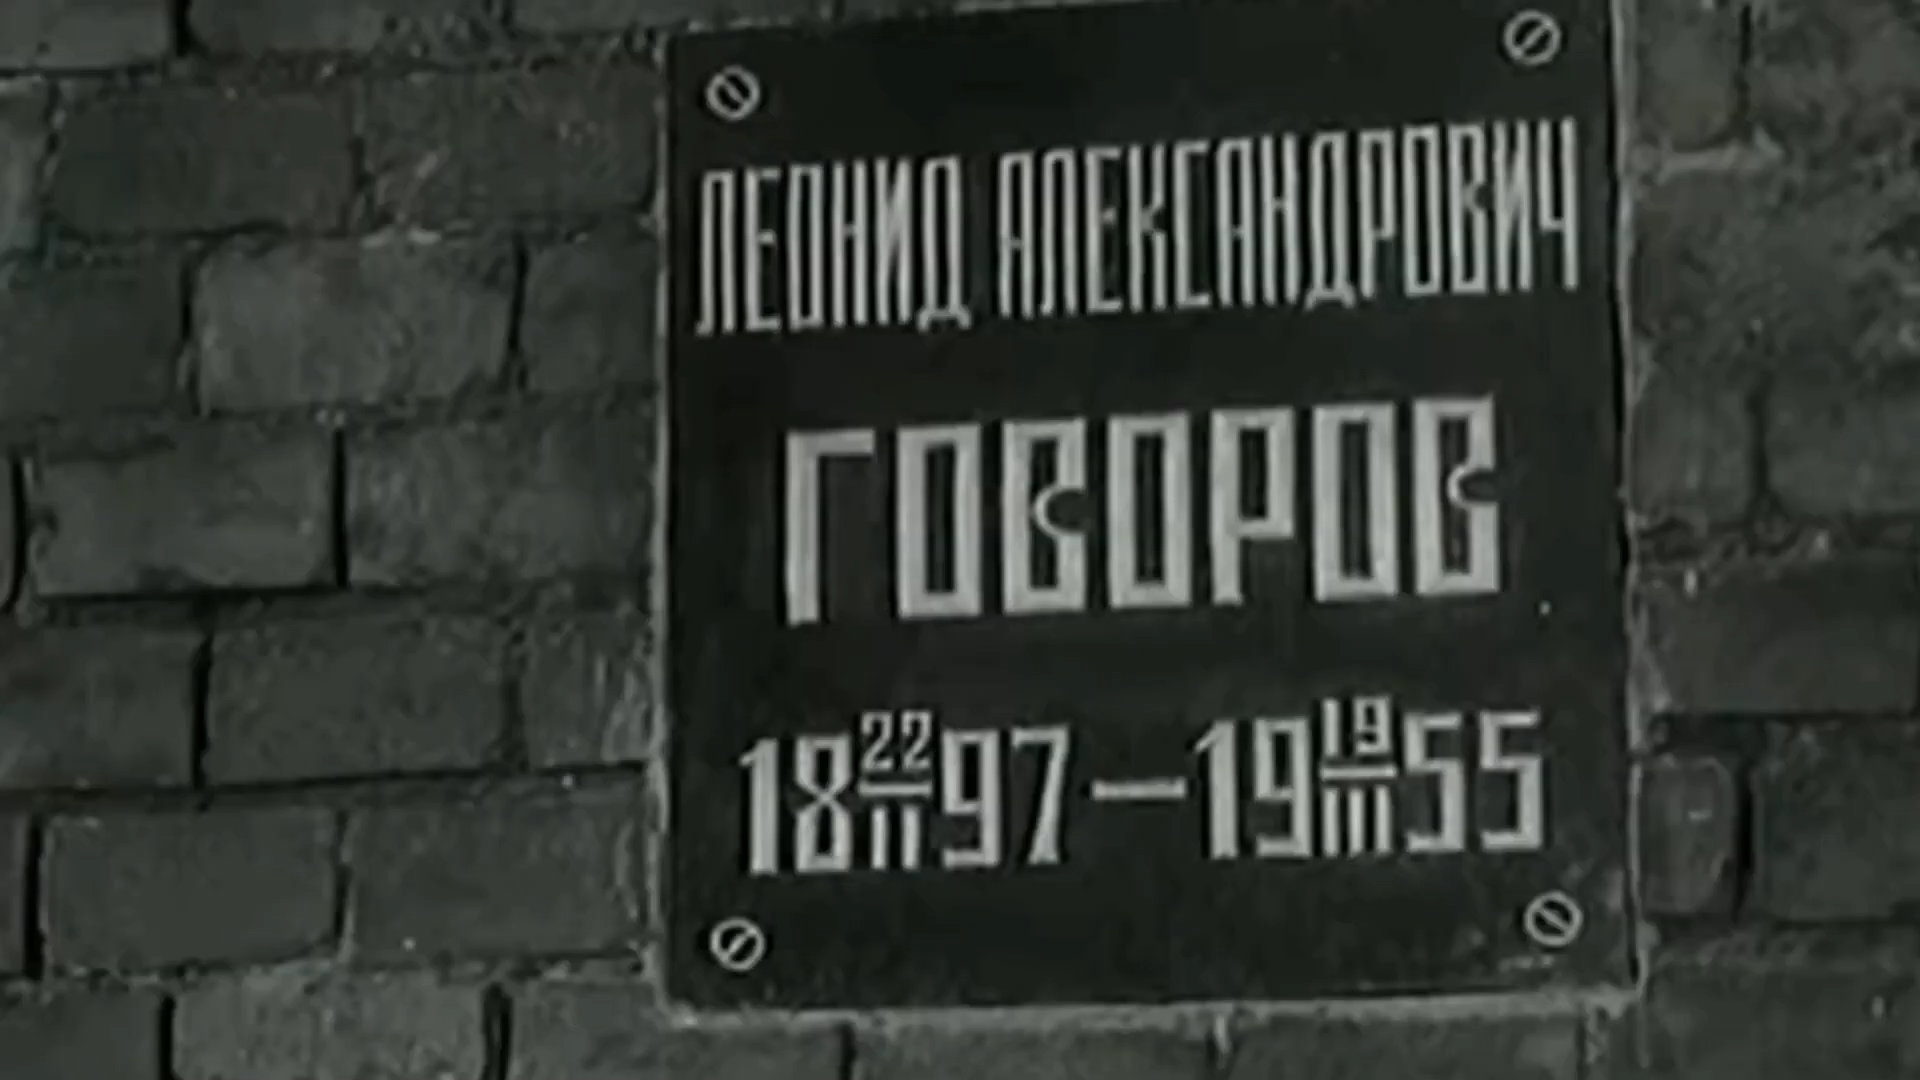 ЛЕОНИД АЛЕКСАНДРОВИЧ
ГОВОРОВ
18 22/II 97 — 19 19/III 55